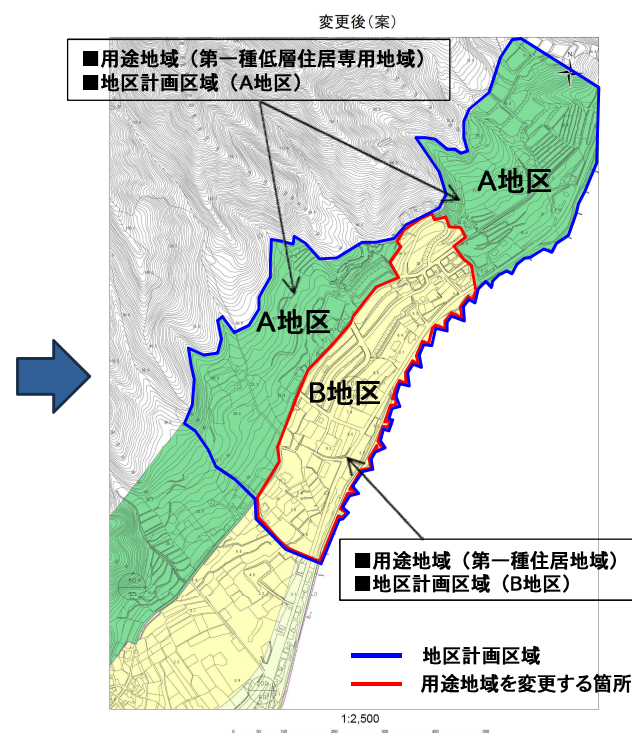 変更後(案)
■用途地域(第一種低層住居専用地域)
■地区計画区域(A地区)
A地区
A地区
B地区
■用途地域(第一種住居地域)
■地区計画区域(B地区)
地区計画区域
用途地域を変更する箇所
1:2,500